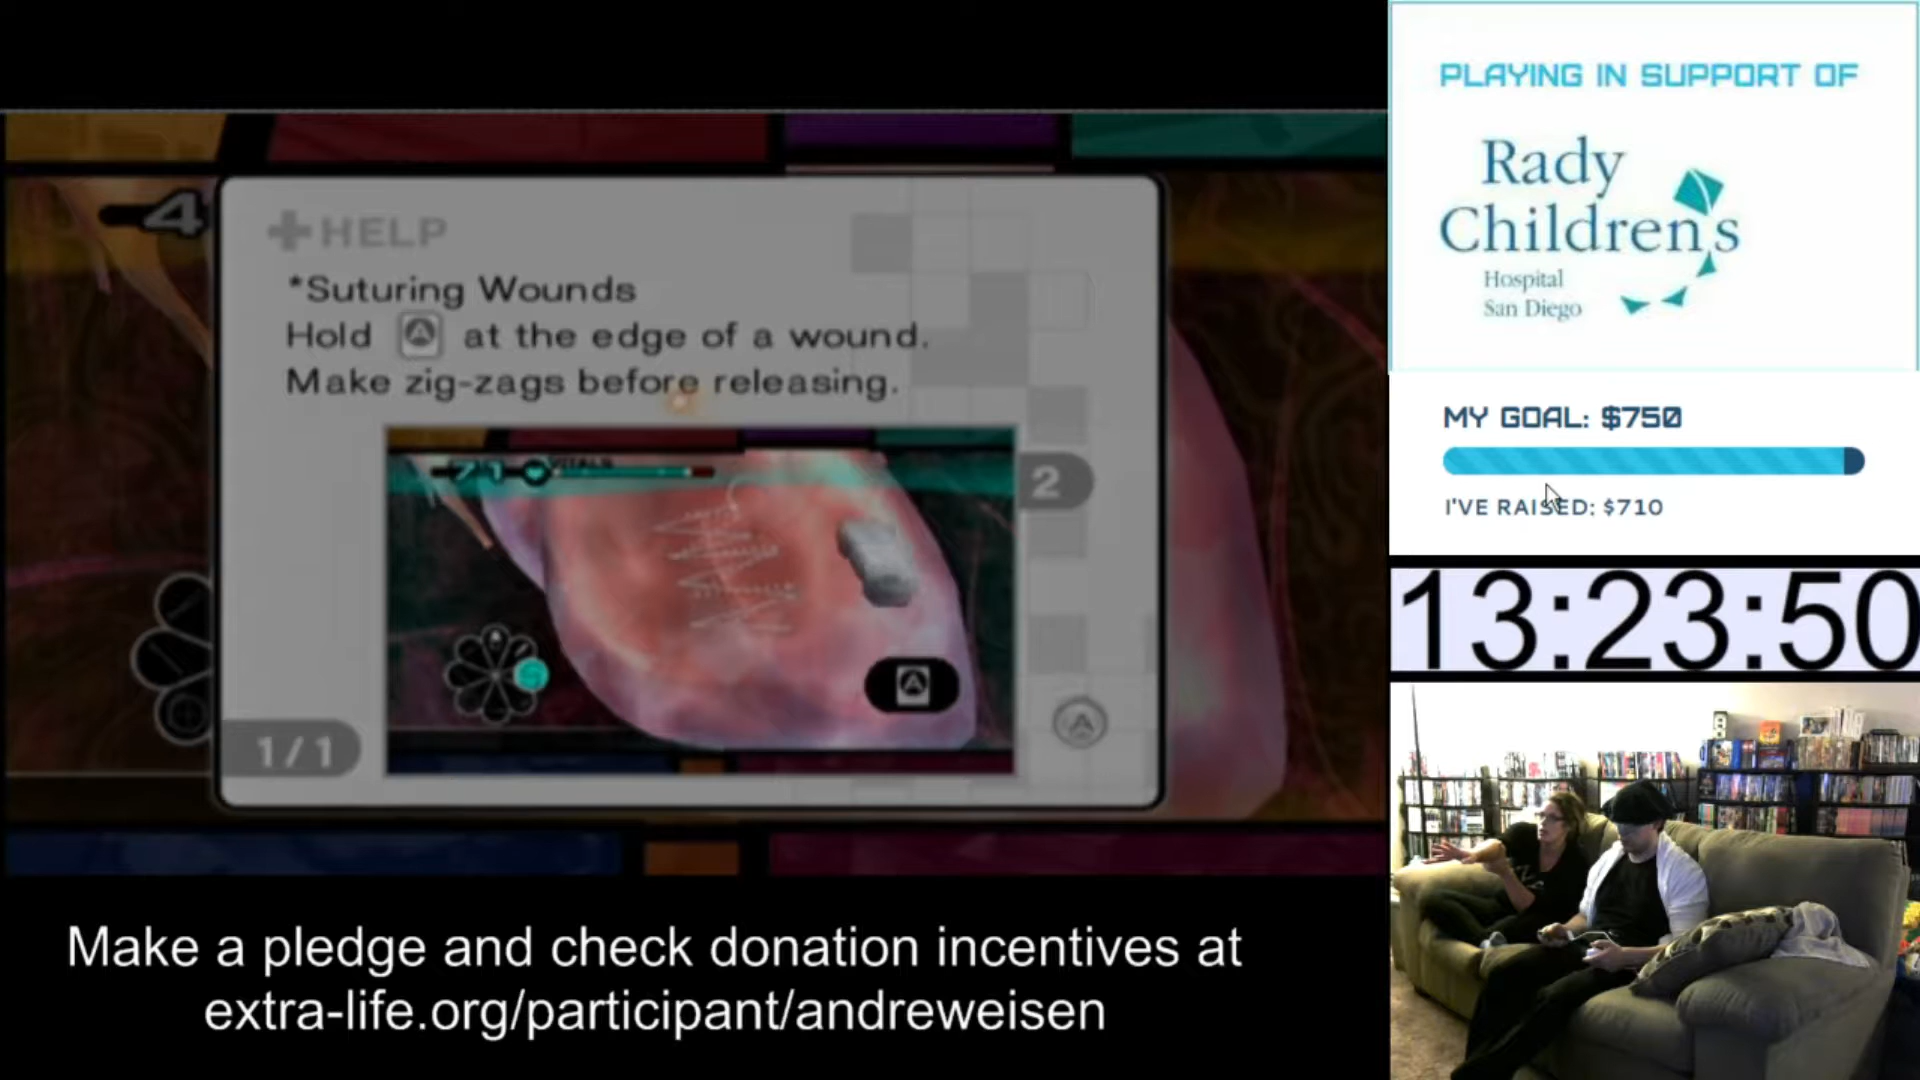 HELP
*Suturing Wounds
Hold A at the edge of a wound.
Make zig-zags before releasing.
71
VITALS
2
A
A
1/1
4
Make a pledge and check donation incentives at
extra-life.org/participant/andreweisen
PLAYING IN SUPPORT OF
Rady
Children's
Hospital
San Diego
MY GOAL: $750
I'VE RAISED: $710
13:23:50